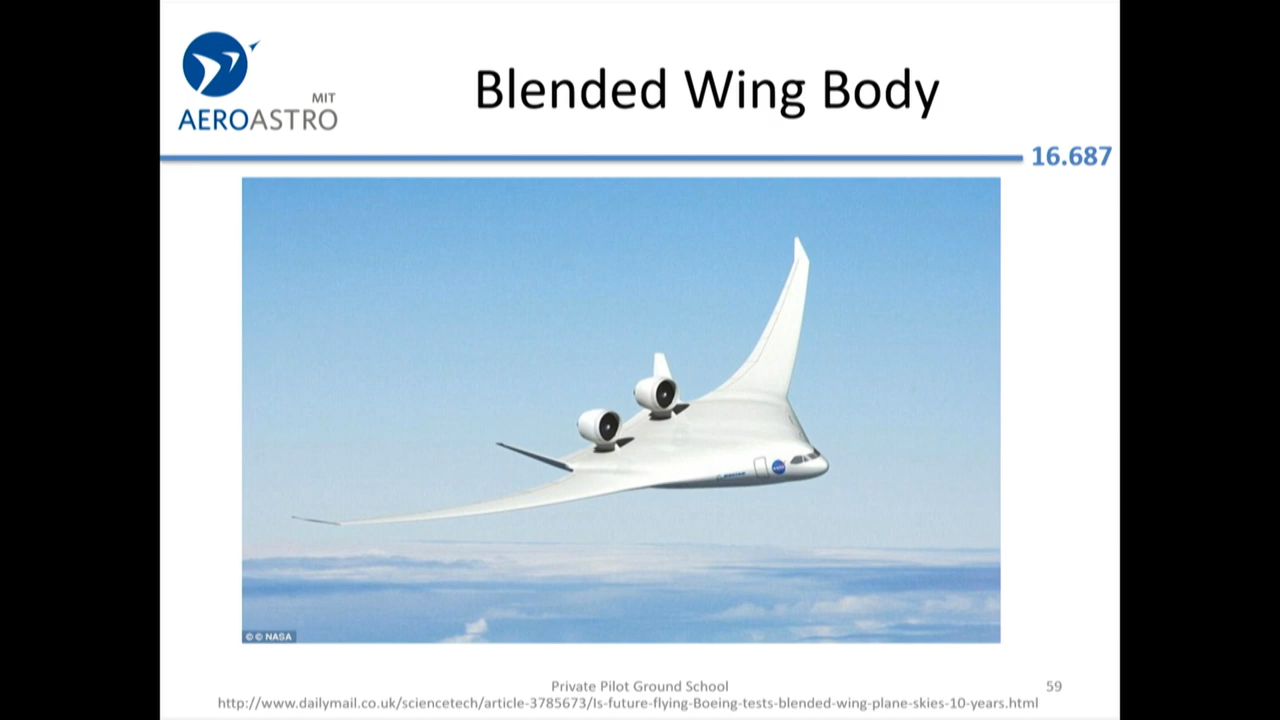 MIT
AEROASTRO
Blended Wing Body
16.687
© © NASA
Private Pilot Ground School
59
http://www.dailymail.co.uk/sciencetech/article-3785673/Is-future-flying-Boeing-tests-blended-wing-plane-skies-10-years.html